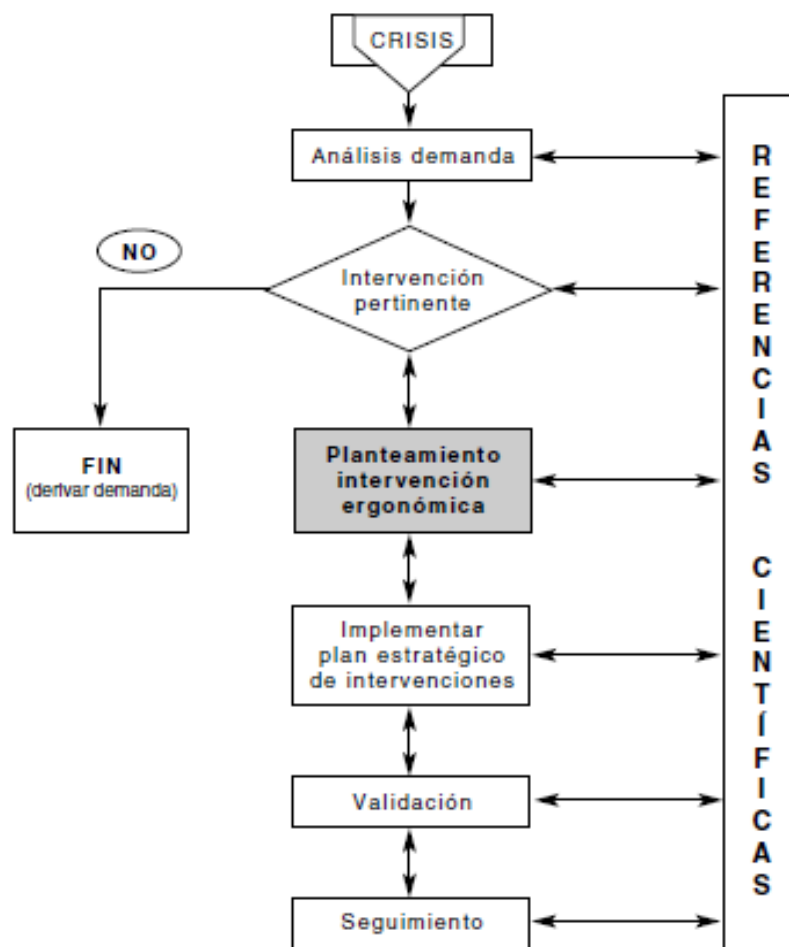 CRISIS
Análisis demanda
NO
Intervención
pertinente
FIN
(derivar demanda)
Planteamiento
intervención
ergonómica
Implementar
plan estratégico
de intervenciones
Validación
Seguimiento
REFERENCIAS CIENTÍFICAS